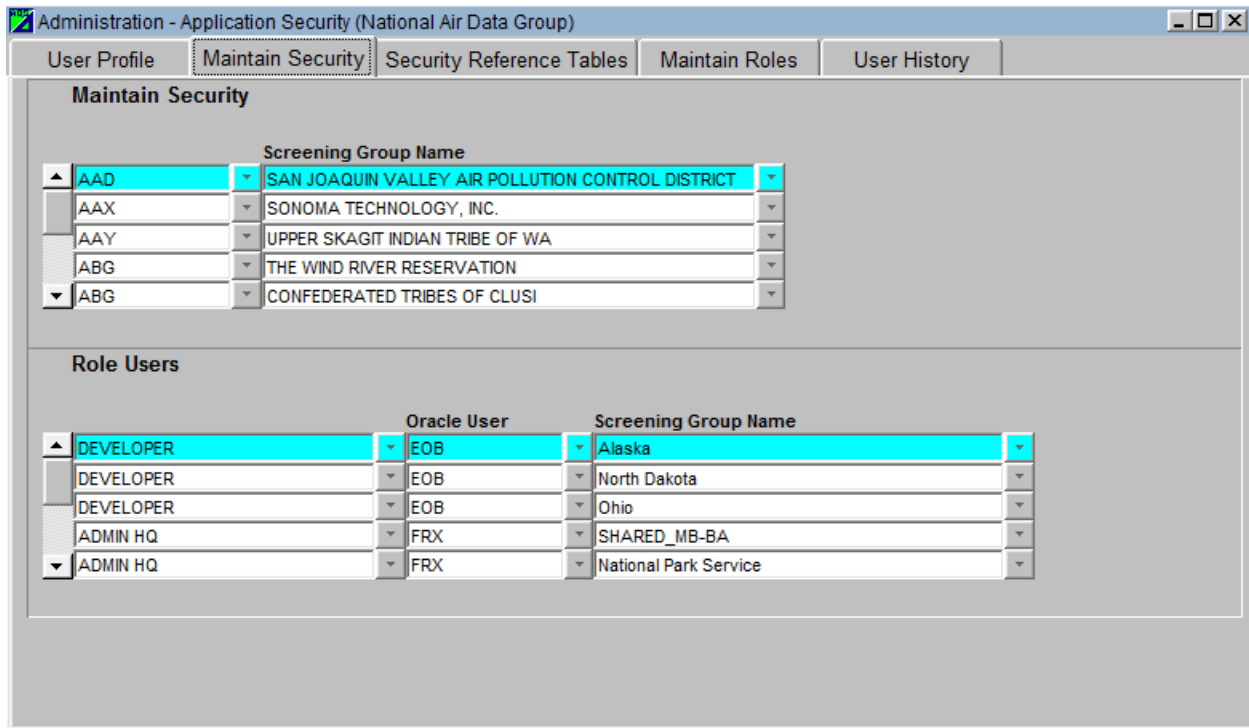 Administration - Application Security (National Air Data Group)
User Profile Maintain Security Security Reference Tables Maintain Roles User History
Maintain Security
Screening Group Name
AAD SAN JOAQUIN VALLEY AIR POLLUTION CONTROL DISTRICT
AAX SONOMA TECHNOLOGY, INC.
AAY UPPER SKAGIT INDIAN TRIBE OF WA
ABG THE WIND RIVER RESERVATION
ABG CONFEDERATED TRIBES OF CLUSI
Role Users
Oracle User Screening Group Name
DEVELOPER EOB Alaska
DEVELOPER EOB North Dakota
DEVELOPER EOB Ohio
ADMIN HQ FRX SHARED_MB-BA
ADMIN HQ FRX National Park Service